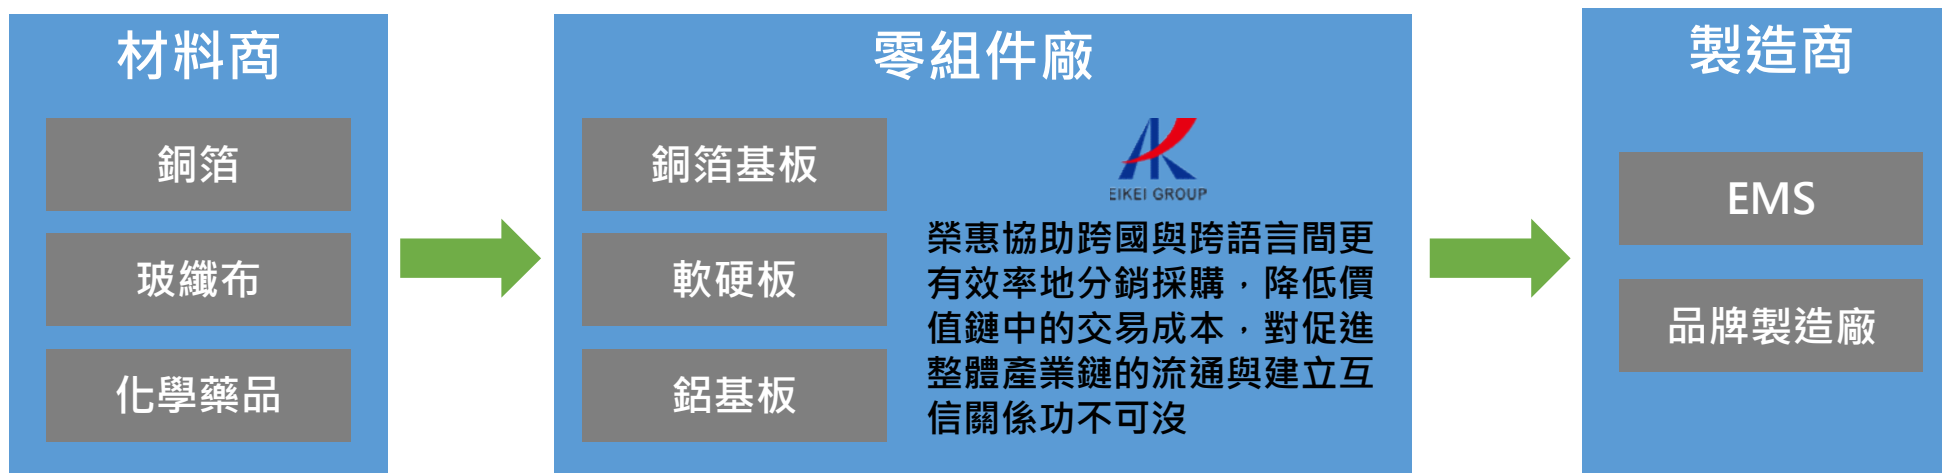 材料商
銅箔
玻纖布
化學藥品
零組件廠
銅箔基板
軟硬板
鋁基板
EIKEI GROUP
榮惠協助跨國與跨語言間更
有效率地分銷採購，降低價
值鏈中的交易成本，對促進
整體產業鏈的流通與建立互
信關係功不可沒
製造商
EMS
品牌製造廠